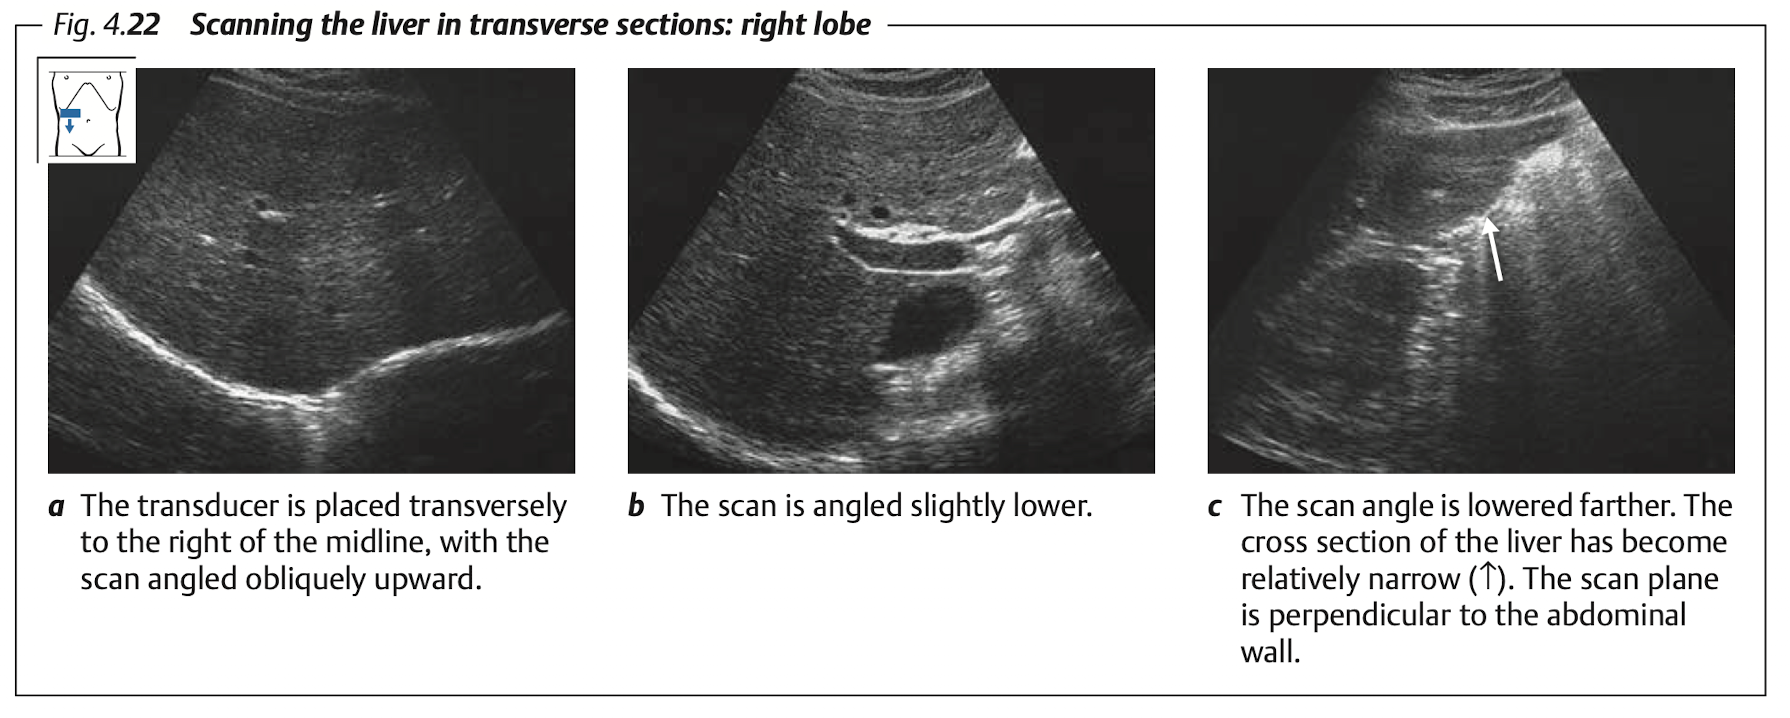 Fig. 4.22 Scanning the liver in transverse sections: right lobe
a The transducer is placed transversely
to the right of the midline, with the
scan angled obliquely upward.
b The scan is angled slightly lower.
c The scan angle is lowered farther. The
cross section of the liver has become
relatively narrow (↑). The scan plane
is perpendicular to the abdominal
wall.